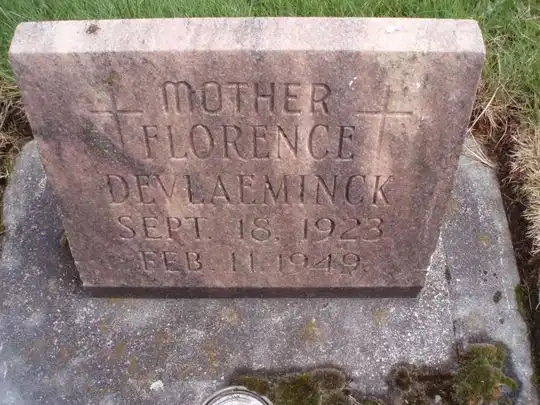 MOTHER
FLORENCE
DEVLAEMINCK
SEPT. 18, 1923
FEB. 11, 1949